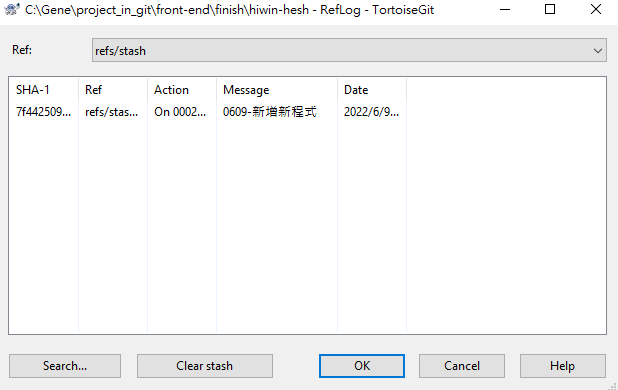 C:\Gene\project_in_git\front-end\finish\hiwin-hesh - RefLog - TortoiseGit
Ref: refs/stash
SHA-1 Ref Action Message Date
7f442509... refs/stas... On 0002... 0609-新增新程式 2022/6/9...
Search... Clear stash OK Cancel Help